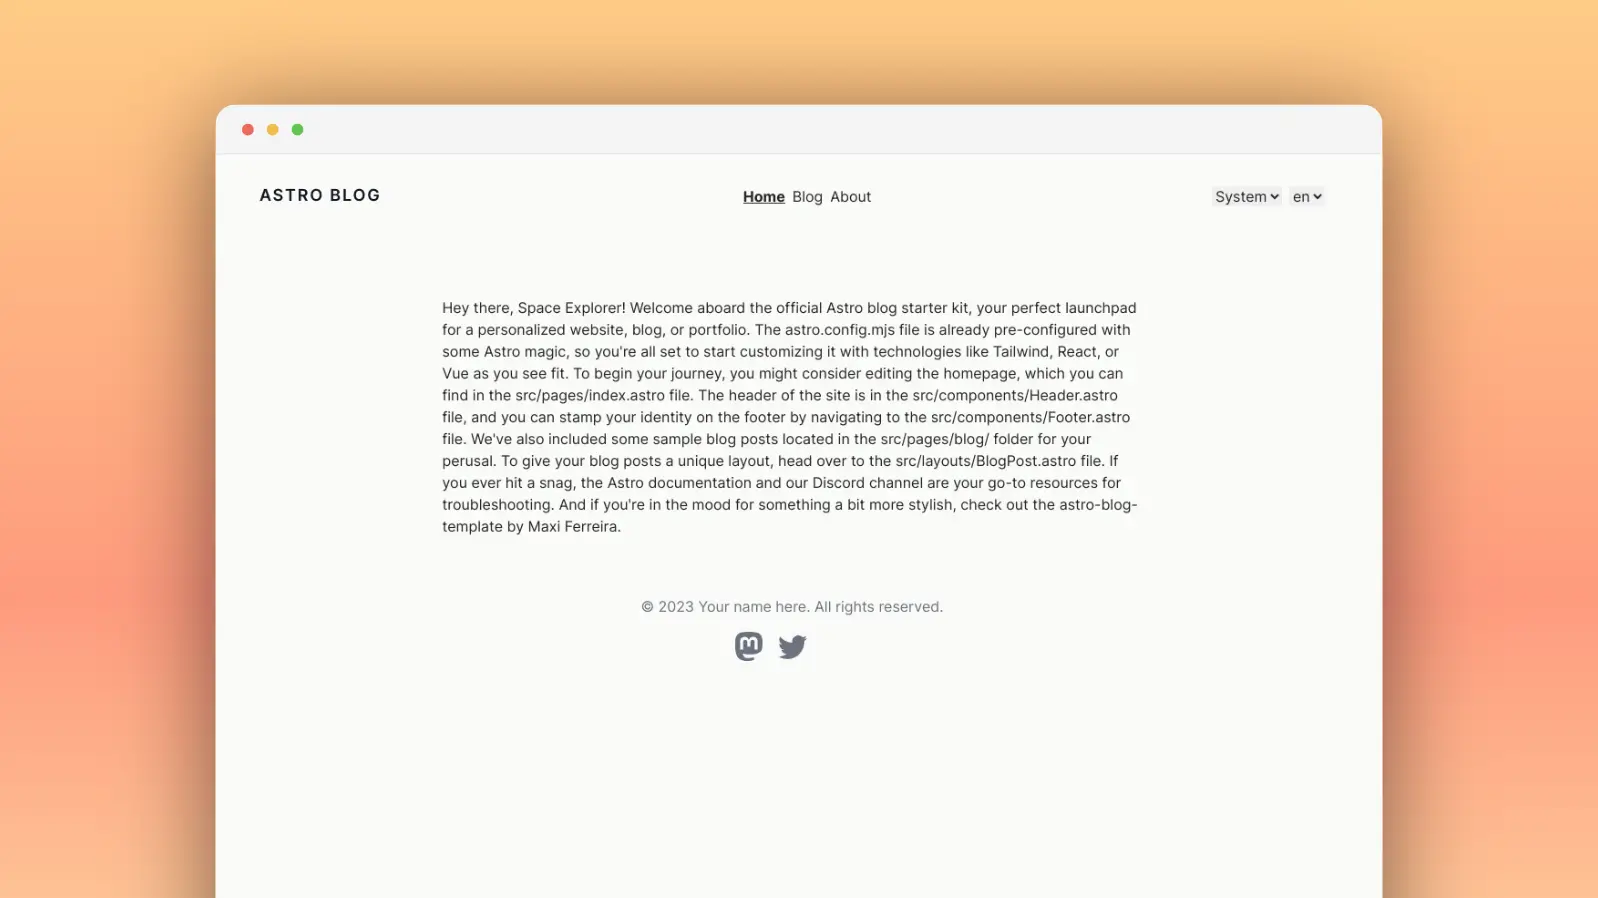 ASTRO BLOG
Home Blog About
System en
Hey there, Space Explorer! Welcome aboard the official Astro blog starter kit, your perfect launchpad
for a personalized website, blog, or portfolio. The astro.config.mjs file is already pre-configured with
some Astro magic, so you're all set to start customizing it with technologies like Tailwind, React, or
Vue as you see fit. To begin your journey, you might consider editing the homepage, which you can
find in the src/pages/index.astro file. The header of the site is in the src/components/Header.astro
file, and you can stamp your identity on the footer by navigating to the src/components/Footer.astro
file. We've also included some sample blog posts located in the src/pages/blog/ folder for your
perusal. To give your blog posts a unique layout, head over to the src/layouts/BlogPost.astro file. If
you ever hit a snag, the Astro documentation and our Discord channel are your go-to resources for
troubleshooting. And if you're in the mood for something a bit more stylish, check out the astro-blog-
template by Maxi Ferreira.
© 2023 Your name here. All rights reserved.